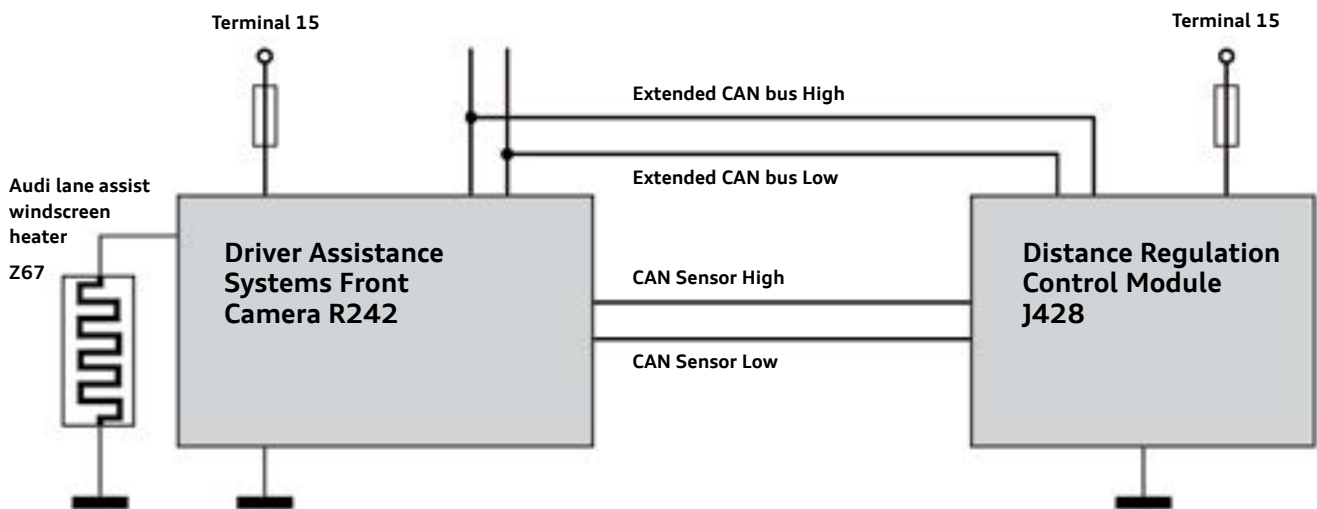 Terminal 15
Terminal 15
Extended CAN bus High
Extended CAN bus Low
Audi lane assist
windscreen
heater
Z67
Driver Assistance
Systems Front
Camera R242
CAN Sensor High
CAN Sensor Low
Distance Regulation
Control Module
J428